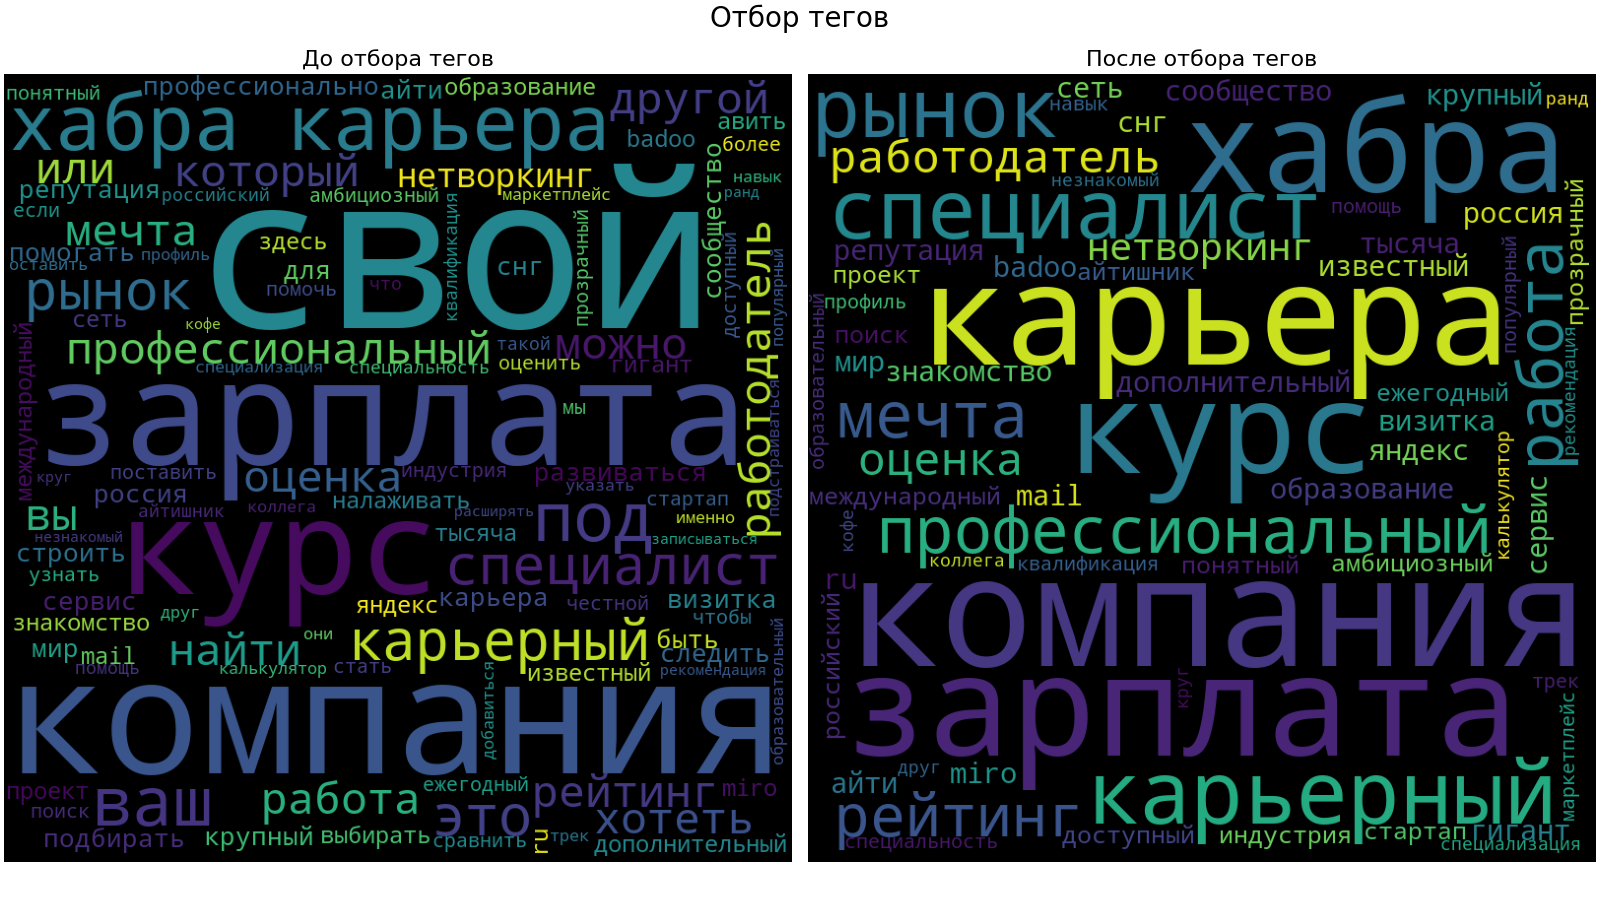 Отбор тегов
До отбора тегов
понятный
профессионально
айти
образование
другой
хабра карьера
badoo
авить
более
или
который
нетворкинг
сообщество
навык
репутация
российский
амбициозный
маркетплейс
ранд
если
свой
мечта
квалификация
прозрачный
здесь
помогать
профиль
оставить
для
снг
доступный
популярный
работодатель
рынок
помочь
что
сеть
кофе
международный
профессиональный
такой
можно
специализация
специальность
оценить
гигант
зарплата
мы
подстраиваться
круг
поставить
оценка
индустрия
развиваться
россия
указать
налаживать
стартап
вы
айтишник
коллега
расширять
под
именно
незнакомый
курс
тысяча
записываться
строить
специалист
узнать
сервис
яндекс
карьера
честной
визитка
знакомство
друг
чтобы
мир
mail
найти
они
карьерный
быть
следить
помощь
калькулятор
стать
известный
рекомендация
образовательный
компания
добавиться
проект
ваш
работа
ежегодный
рейтинг
miro
поиск
это
хотеть
подбирать
крупный
выбирать
сравнить
ru
трек
дополнительный
После отбора тегов
рынок
сеть
сообщество
крупный
ранд
навык
снг
хабра
работодатель
незнакомый
специалист
помощь
россия
прозрачный
репутация
нетворкинг
тысяча
проект
badoo
айтишник
известный
популярный
работа
профиль
карьера
образовательный
поиск
мир
знакомство
дополнительный
рекомендация
мечта
курс
ежегодный
визитка
оценка
яндекс
калькулятор
международный
mail
образование
сервис
кофе
профессиональный
коллега
квалификация
понятный
амбициозный
ru
компания
российский
зарплата
круг
трек
маркетплейс
айти
друг
miro
карьерный
рейтинг
доступный
индустрия
стартап
гигант
специальность
специализация